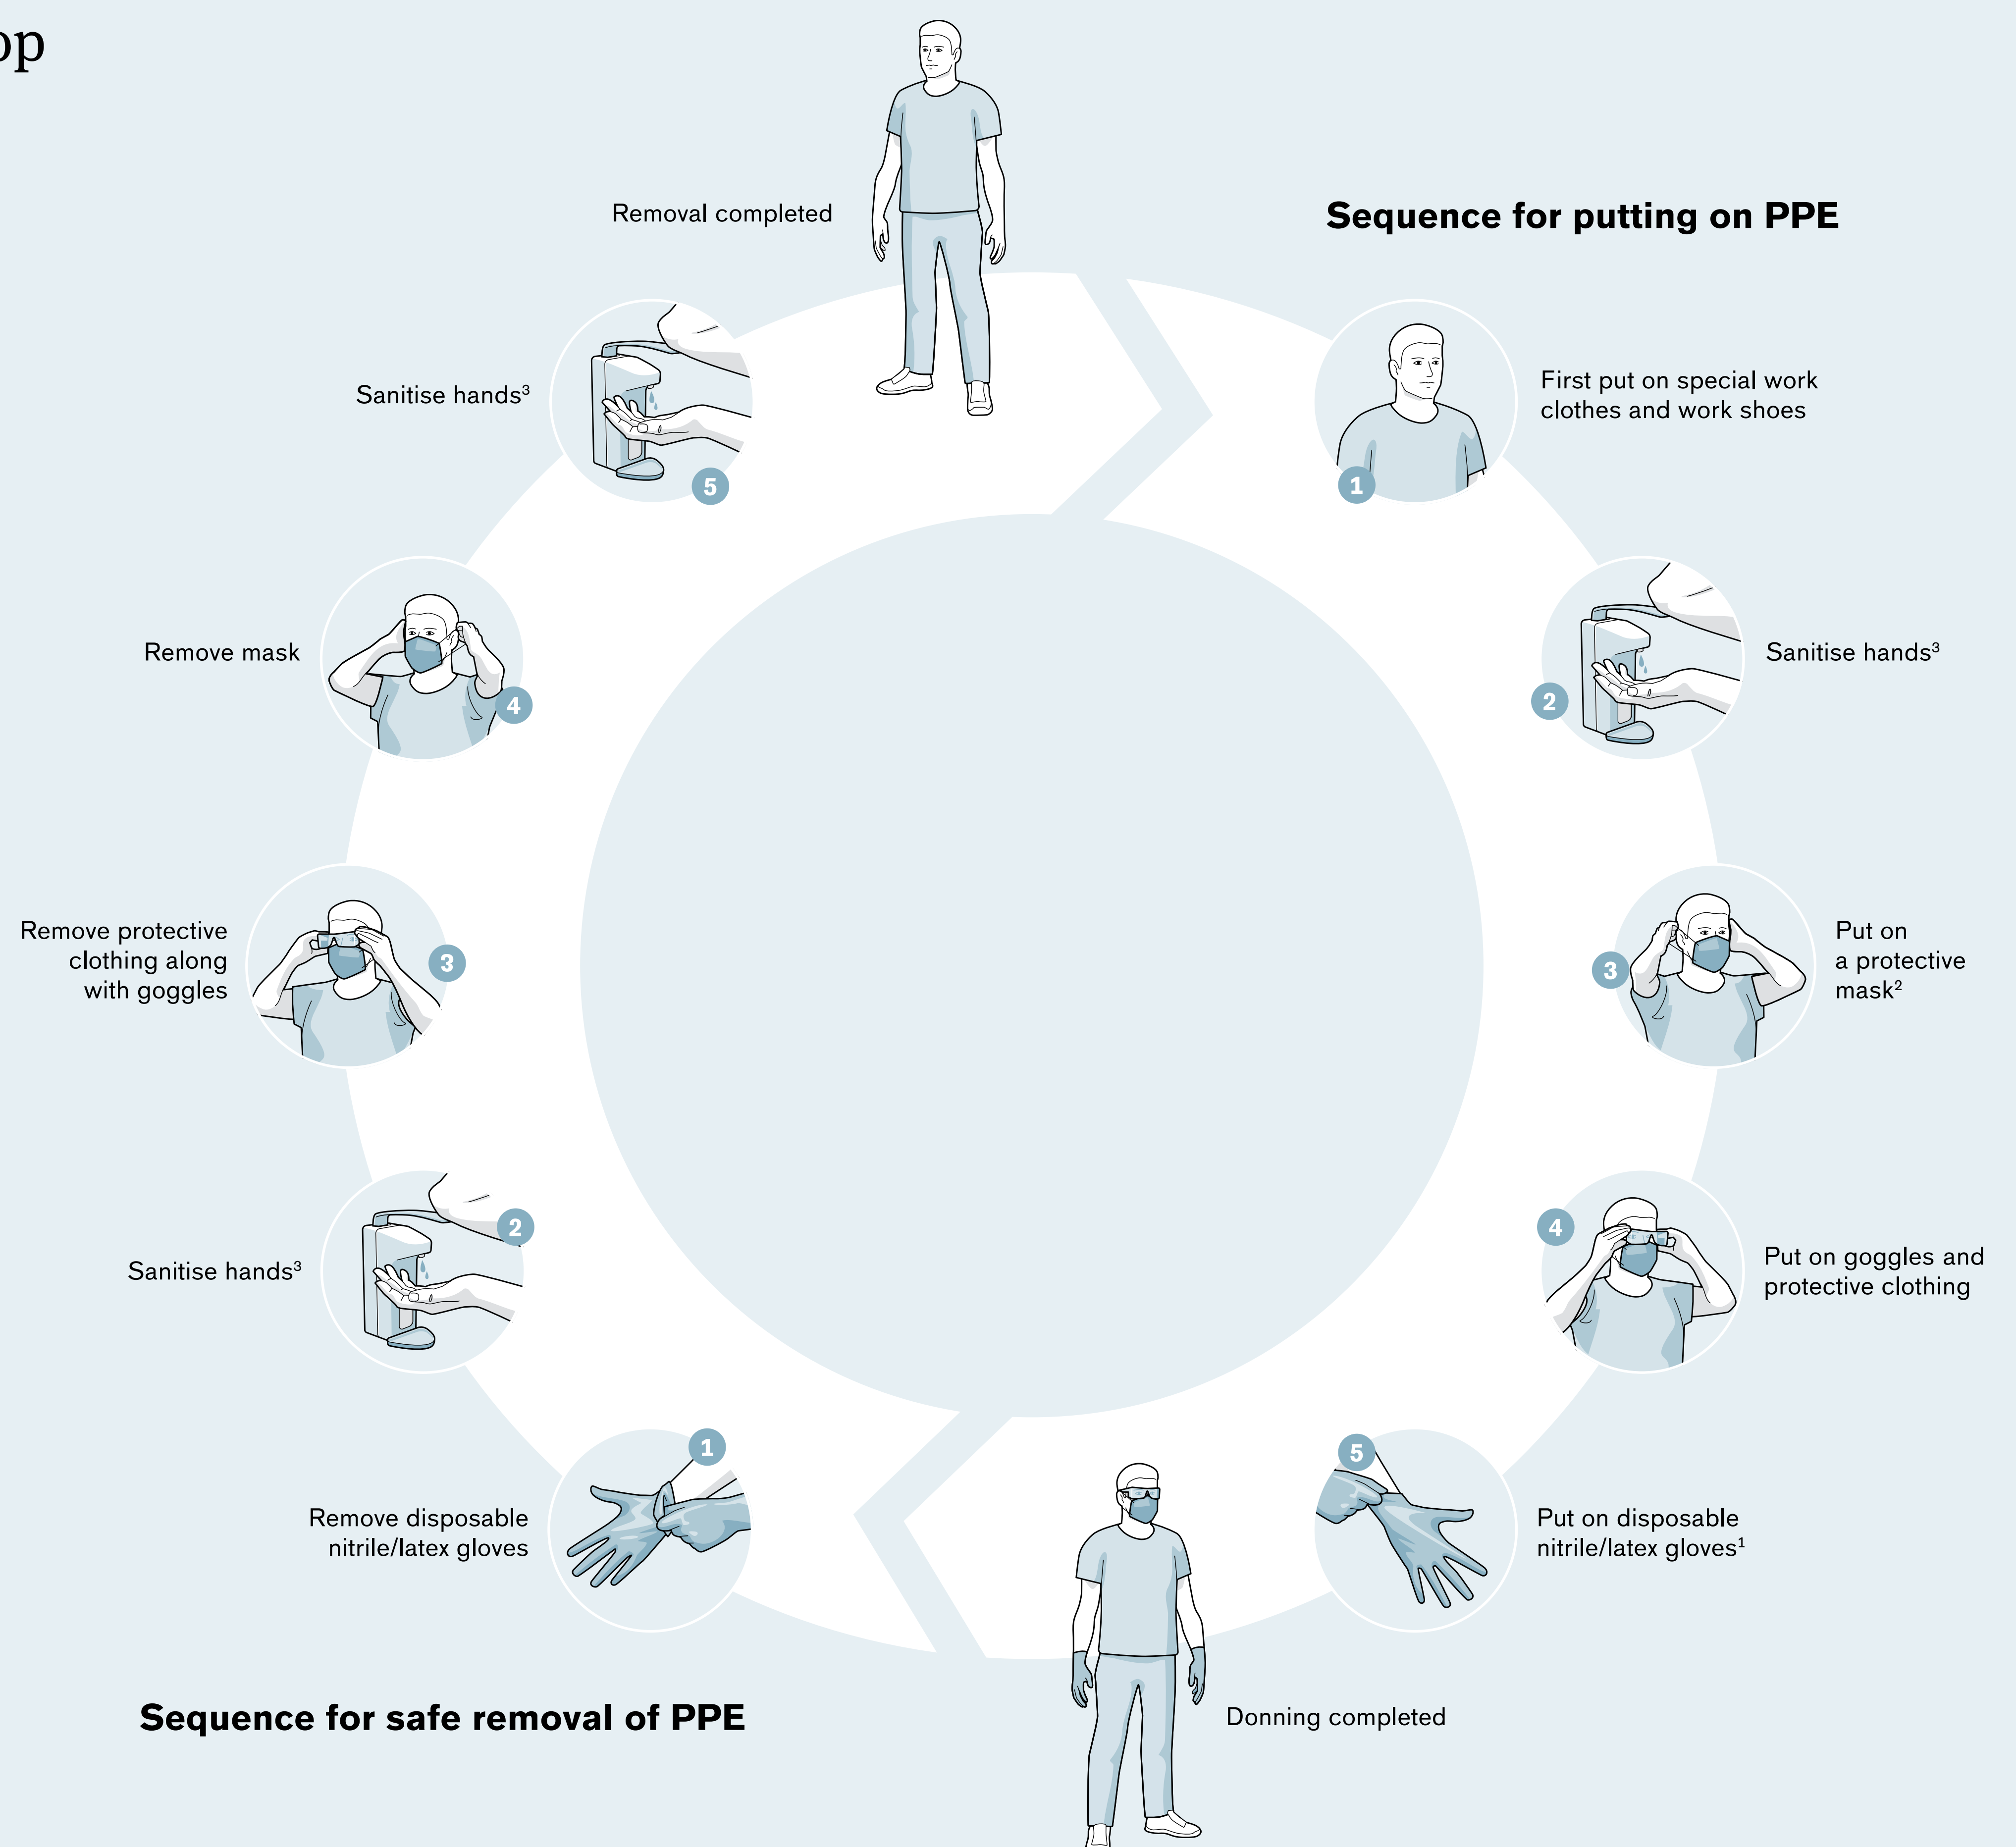 op
Removal completed
Sequence for putting on PPE
1
First put on special work
clothes and work shoes
2
Sanitise hands³
3
Put on
a protective
mask²
4
Put on goggles and
protective clothing
5
Put on disposable
nitrile/latex gloves¹
Donning completed
Sequence for safe removal of PPE
1
Remove disposable
nitrile/latex gloves
2
Sanitise hands³
3
Remove protective
clothing along
with goggles
4
Remove mask
5
Sanitise hands³